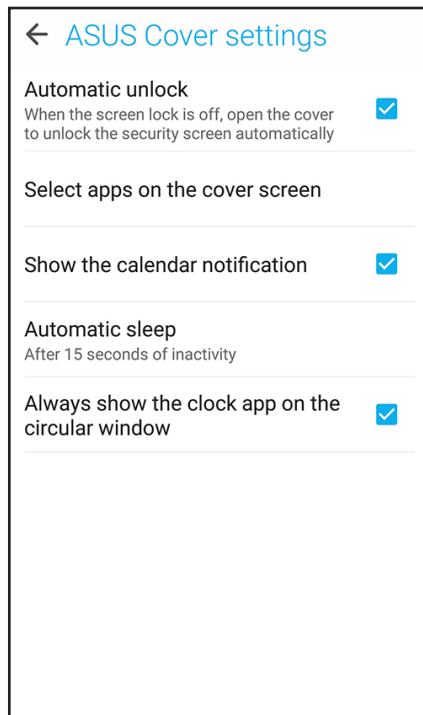 ASUS Cover settings
Automatic unlock
When the screen lock is off, open the cover
to unlock the security screen automatically
Select apps on the cover screen
Show the calendar notification
Automatic sleep
After 15 seconds of inactivity
Always show the clock app on the
circular window